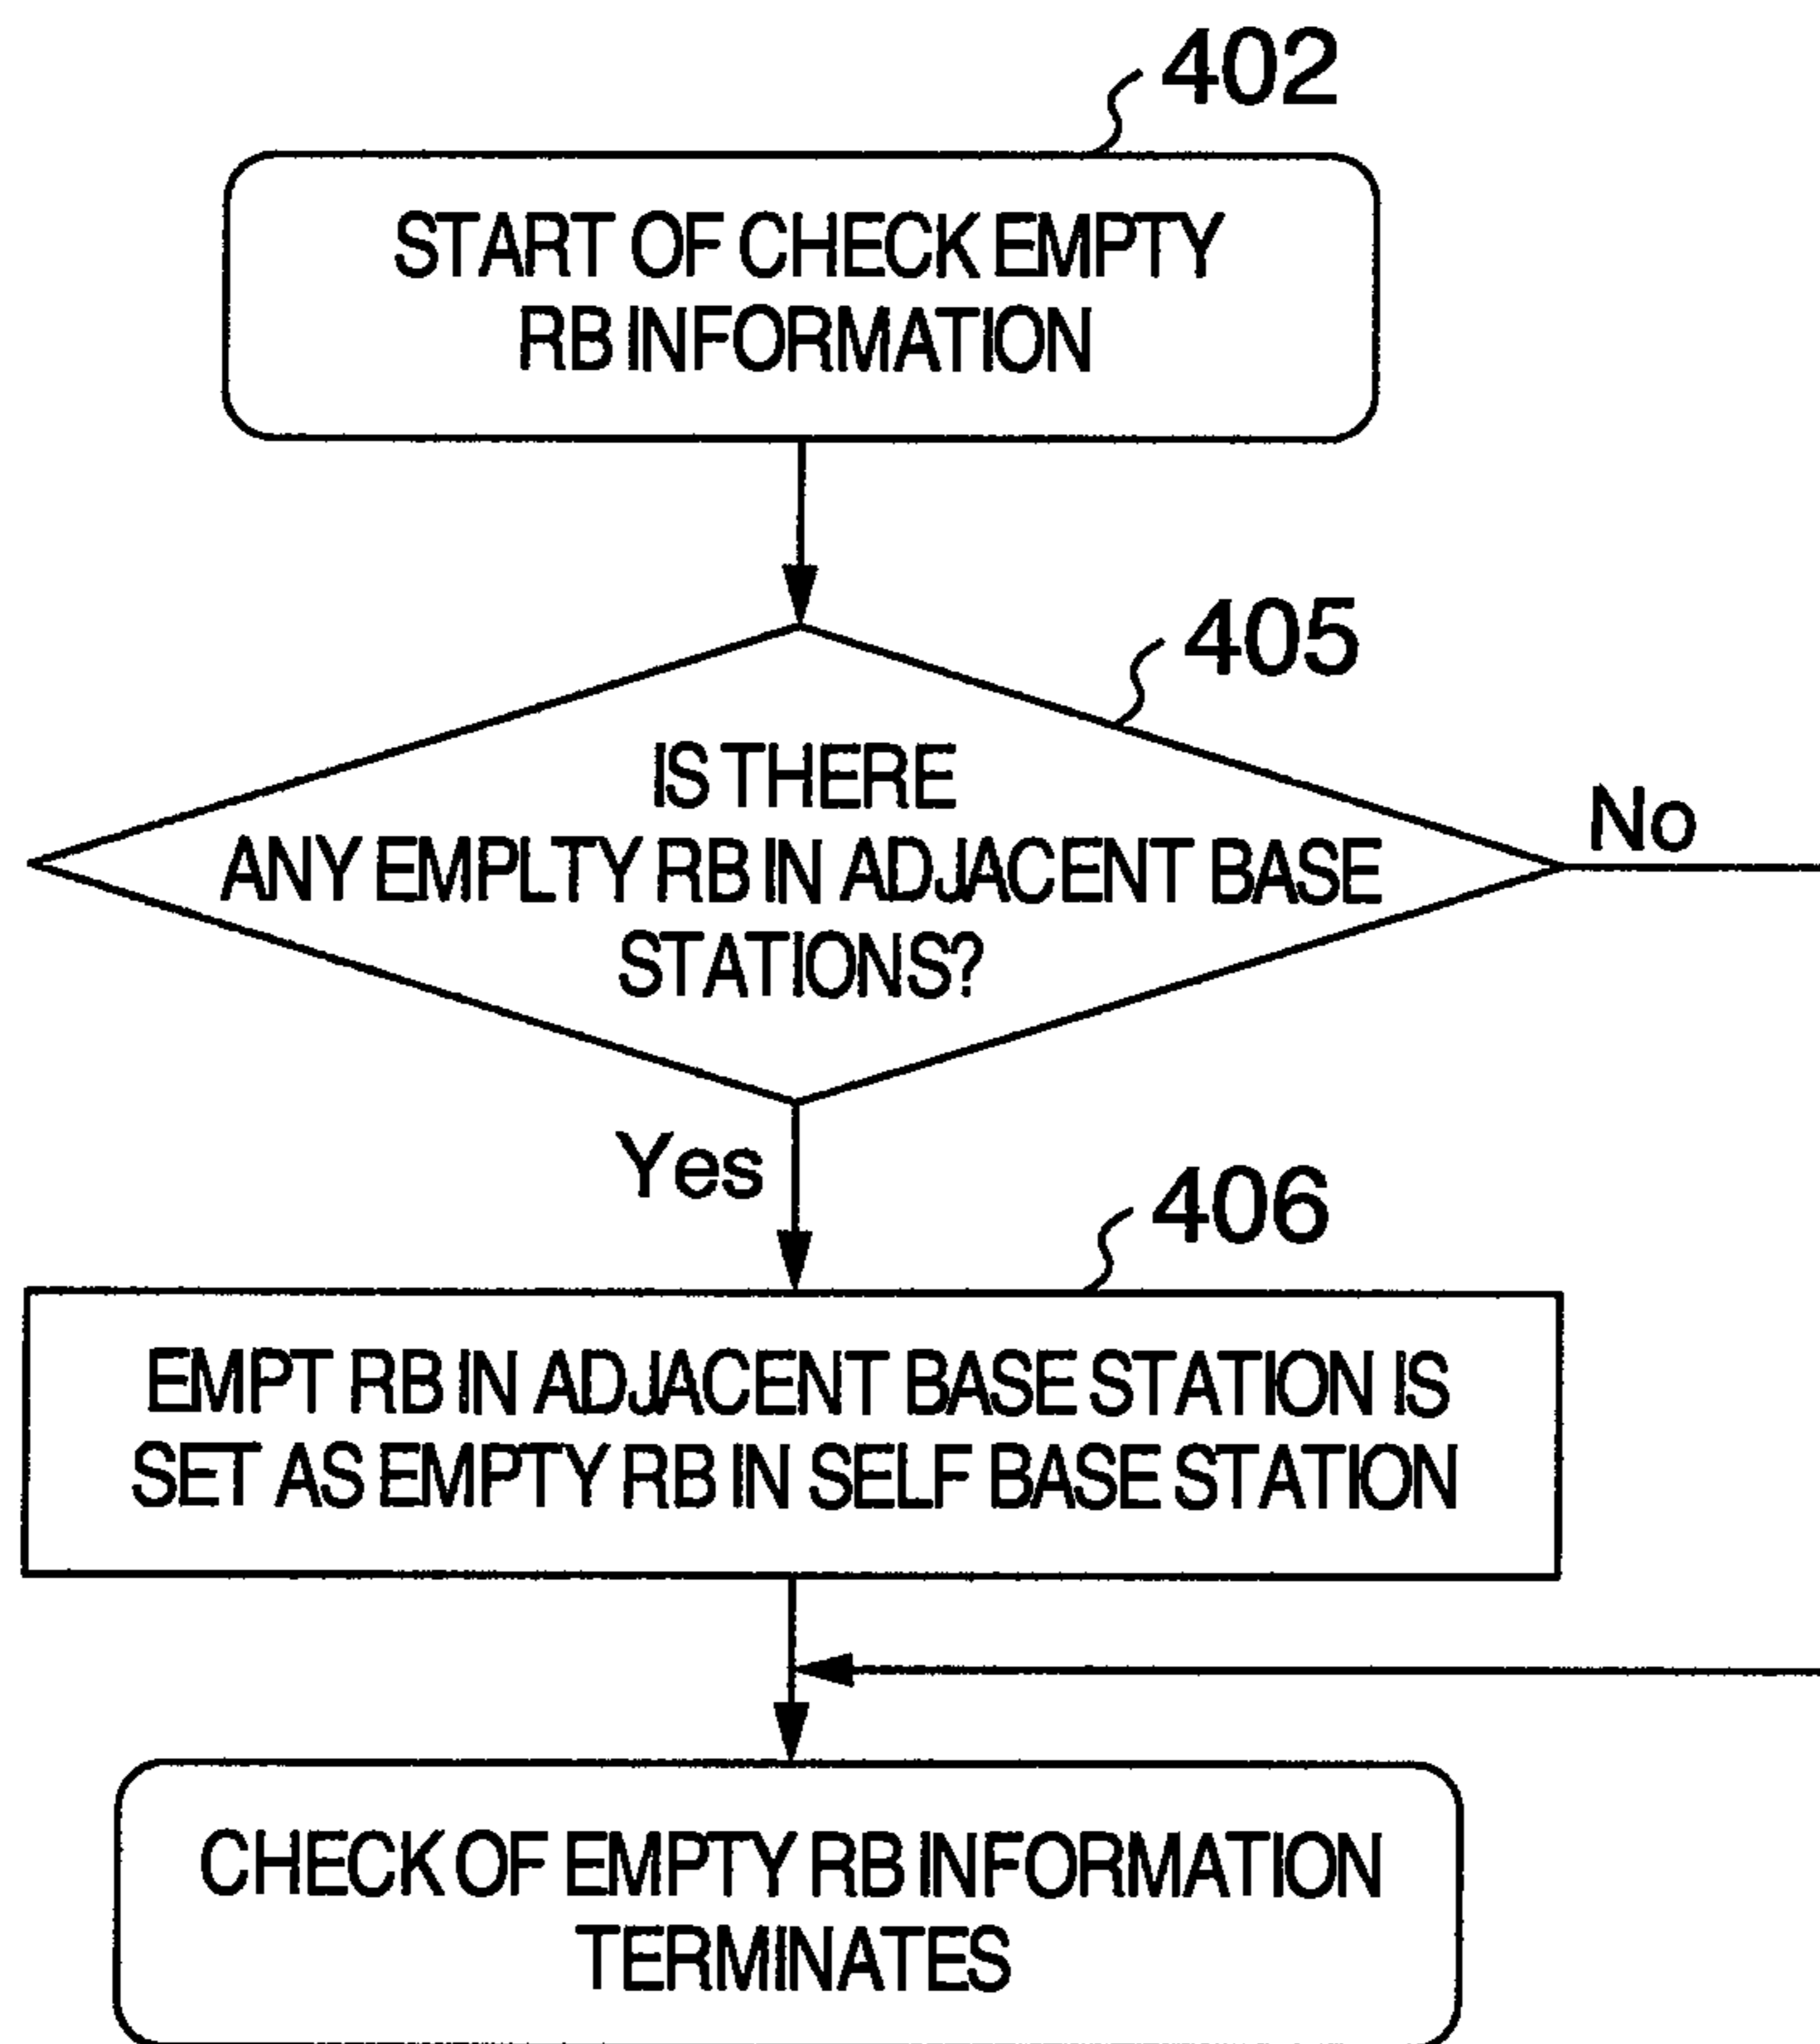 402
START OF CHECK EMPTY
RB INFORMATION
405
IS THERE
ANY EMPLTY RB IN ADJACENT BASE
STATIONS?
No
Yes
406
EMPT RB IN ADJACENT BASE STATION IS
SET AS EMPTY RB IN SELF BASE STATION
CHECK OF EMPTY RB INFORMATION
TERMINATES